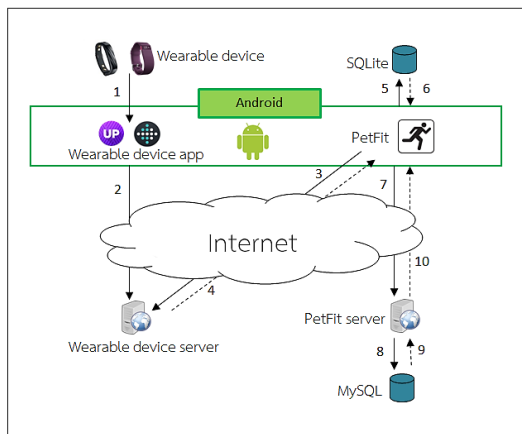 Wearable device
SQLite
1
5
6
Android
UP
Wearable device app
PetFit
2
3
7
Internet
4
10
PetFit server
Wearable device server
8
9
MySQL